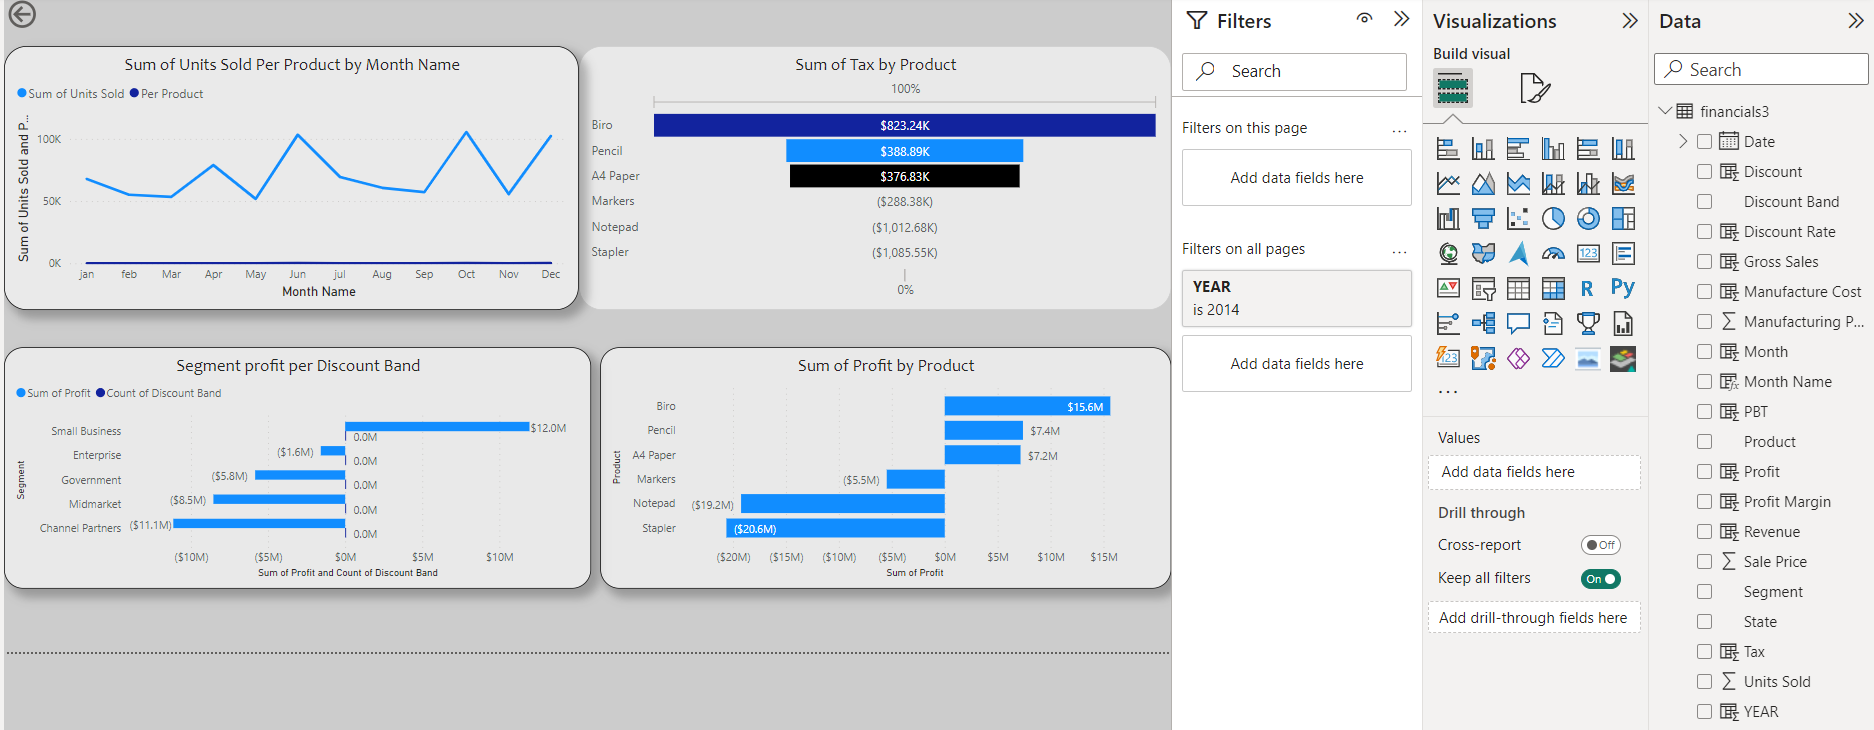 Sum of Units Sold Per Product by Month Name
Sum of Units Sold Per Product
Sum of Units Sold and P...
100K
50K
0K
Jan feb Mar Apr May Jun jul Aug Sep Oct Nov Dec
Month Name
Sum of Tax by Product
100%
Biro $823.24K
Pencil $388.89K
A4 Paper $376.83K
Markers ($288.38K)
Notepad ($1,012.68K)
Stapler ($1,085.55K)
0%
Segment profit per Discount Band
Sum of Profit Count of Discount Band
Segment
Small Business $12.0M
0.0M
Enterprise ($1.6M)
0.0M
Government ($5.8M)
0.0M
Midmarket ($8.5M)
0.0M
Channel Partners ($11.1M)
0.0M
($10M) ($5M) $0M $5M $10M
Sum of Profit and Count of Discount Band
Sum of Profit by Product
Product
Biro $15.6M
Pencil $7.4M
A4 Paper $7.2M
Markers ($5.5M)
Notepad ($19.2M)
Stapler ($20.6M)
($20M) ($15M) ($10M) ($5M) $0M $5M $10M $15M
Sum of Profit
Filters
Search
Filters on this page ...
Add data fields here
Filters on all pages ...
YEAR
is 2014
Add data fields here
Visualizations
Build visual
123
R Py
123
...
Values
Add data fields here
Drill through
Cross-report Off
Keep all filters On
Add drill-through fields here
Data
Search
financials3
Date
Discount
Discount Band
Discount Rate
Gross Sales
Manufacture Cost
Manufacturing P...
Month
Month Name
PBT
Product
Profit
Profit Margin
Revenue
Sale Price
Segment
State
Tax
Units Sold
YEAR